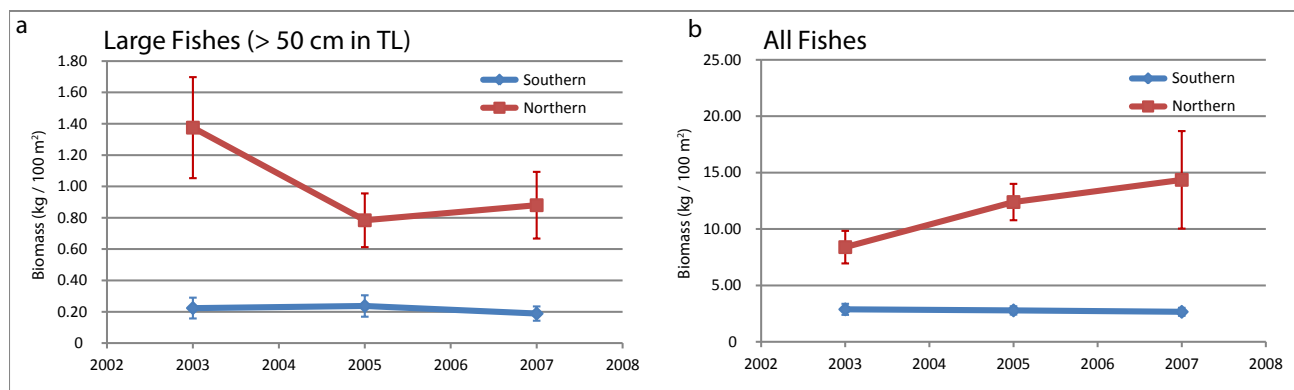 a
Large Fishes (> 50 cm in TL)
Biomass (kg / 100 m²)
1.80
1.60
1.40
1.20
1.00
0.80
0.60
0.40
0.20
0
2002 2003 2004 2005 2006 2007 2008
Southern
Northern
b
All Fishes
Biomass (kg / 100 m²)
25.00
20.00
15.00
10.00
5.00
.00
2002 2003 2004 2005 2006 2007 2008
Southern
Northern